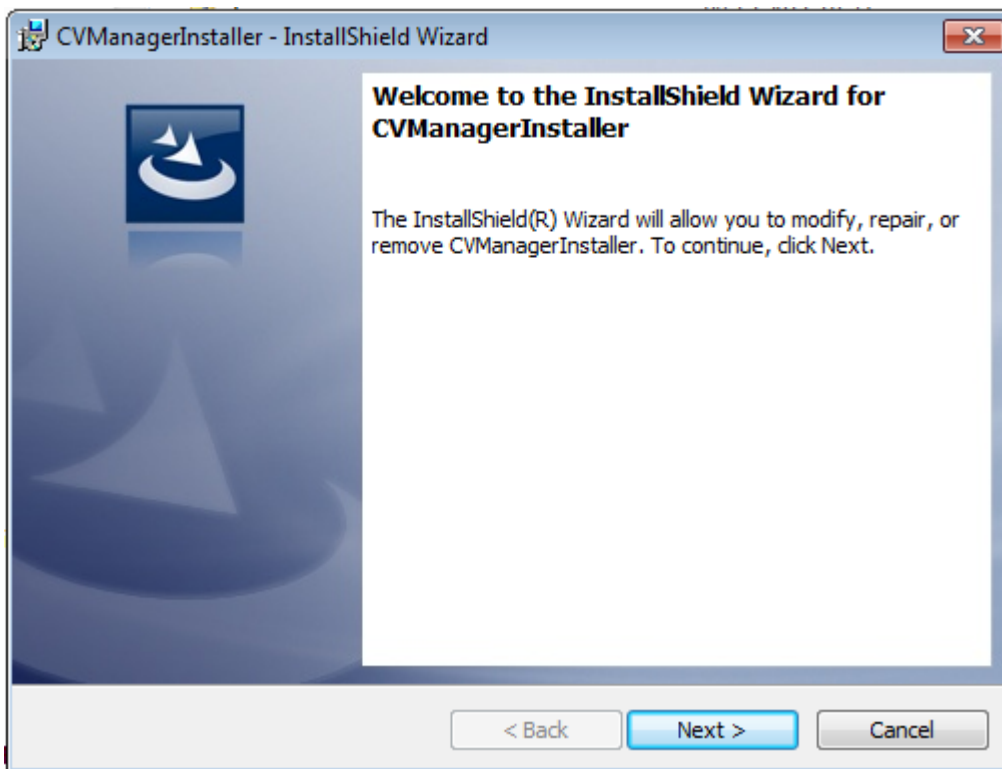 CVManagerInstaller - InstallShield Wizard
Welcome to the InstallShield Wizard for
CVManagerInstaller
The InstallShield(R) Wizard will allow you to modify, repair, or
remove CVManagerInstaller. To continue, click Next.
< Back Next > Cancel